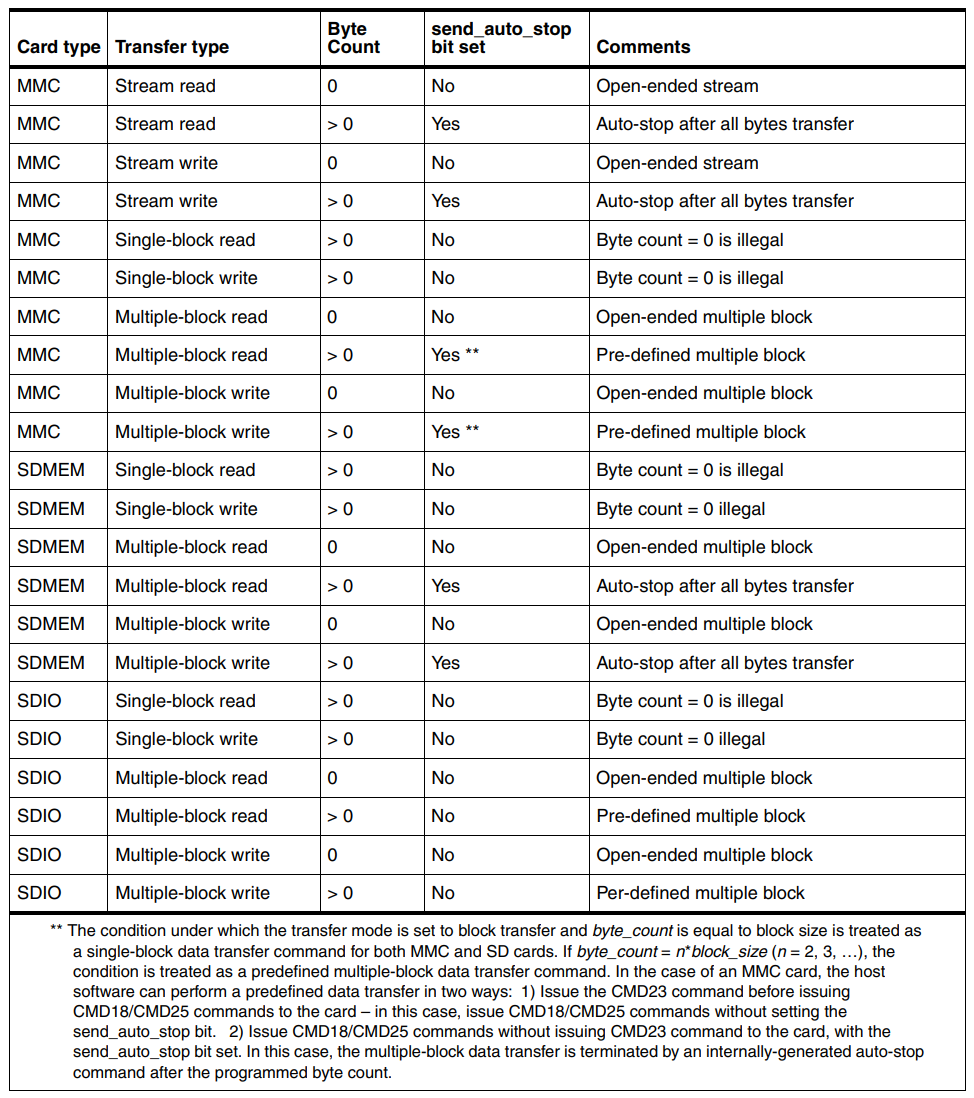 Card type Transfer type Byte Count send_auto_stop bit set Comments
MMC Stream read 0 No Open-ended stream
MMC Stream read > 0 Yes Auto-stop after all bytes transfer
MMC Stream write 0 No Open-ended stream
MMC Stream write > 0 Yes Auto-stop after all bytes transfer
MMC Single-block read > 0 No Byte count = 0 is illegal
MMC Single-block write > 0 No Byte count = 0 is illegal
MMC Multiple-block read 0 No Open-ended multiple block
MMC Multiple-block read > 0 Yes ** Pre-defined multiple block
MMC Multiple-block write 0 No Open-ended multiple block
MMC Multiple-block write > 0 Yes ** Pre-defined multiple block
SDMEM Single-block read > 0 No Byte count = 0 is illegal
SDMEM Single-block write > 0 No Byte count = 0 illegal
SDMEM Multiple-block read 0 No Open-ended multiple block
SDMEM Multiple-block read > 0 Yes Auto-stop after all bytes transfer
SDMEM Multiple-block write 0 No Open-ended multiple block
SDMEM Multiple-block write > 0 Yes Auto-stop after all bytes transfer
SDIO Single-block read > 0 No Byte count = 0 is illegal
SDIO Single-block write > 0 No Byte count = 0 illegal
SDIO Multiple-block read 0 No Open-ended multiple block
SDIO Multiple-block read > 0 No Pre-defined multiple block
SDIO Multiple-block write 0 No Open-ended multiple block
SDIO Multiple-block write > 0 No Per-defined multiple block
** The condition under which the transfer mode is set to block transfer and byte_count is equal to block size is treated as
a single-block data transfer command for both MMC and SD cards. If byte_count = n*block_size (n = 2, 3, …), the
condition is treated as a predefined multiple-block data transfer command. In the case of an MMC card, the host
software can perform a predefined data transfer in two ways: 1) Issue the CMD23 command before issuing
CMD18/CMD25 commands to the card – in this case, issue CMD18/CMD25 commands without setting the
send_auto_stop bit. 2) Issue CMD18/CMD25 commands without issuing CMD23 command to the card, with the
send_auto_stop bit set. In this case, the multiple-block data transfer is terminated by an internally-generated auto-stop
command after the programmed byte count.